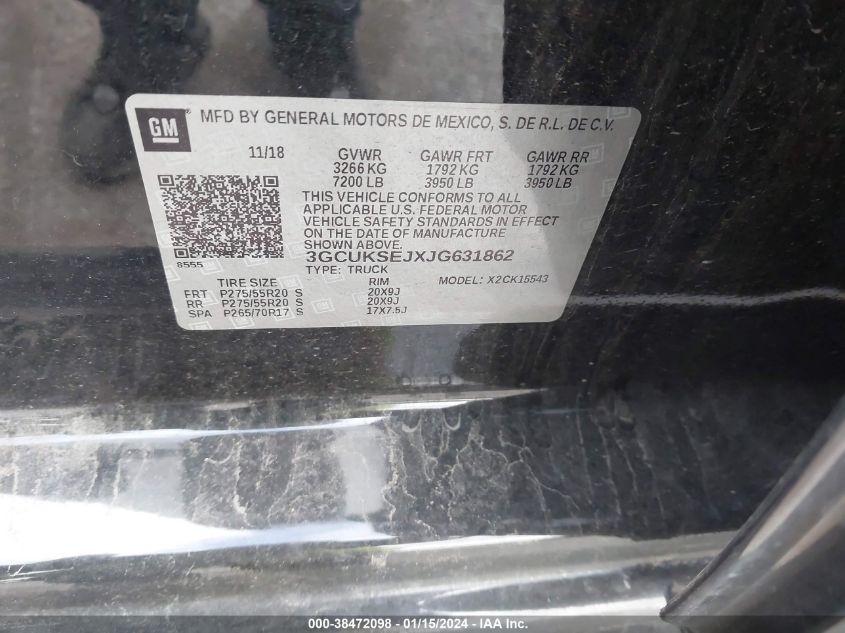 GM MFD BY GENERAL MOTORS DE MEXICO, S. DE R.L. DE C.V.
11/18 GVWR GAWR FRT GAWR RR
3266 KG 1792 KG 1792 KG
7200 LB 3950 LB 3950 LB
THIS VEHICLE CONFORMS TO ALL
APPLICABLE U.S. FEDERAL MOTOR
VEHICLE SAFETY STANDARDS IN EFFECT
ON THE DATE OF MANUFACTURE
SHOWN ABOVE.
8555 3GCUKSEJXJG631862
TYPE: TRUCK MODEL: X2CK15543
TIRE SIZE RIM
FRT P275/55R20 S 20X9J
RR P275/55R20 S 20X9J
SPA P265/70R17 S 17X7.5J
000-38472098 - 01/15/2024 - 151DE.